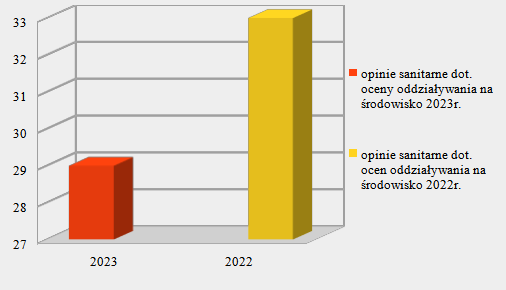 33
32
31
30
29
28
27
2023
2022
opinie sanitarne dot.
oceny oddziaływania na
środowisko 2023r.
opinie sanitarne dot.
ocen oddziaływania na
środowisko 2022r.